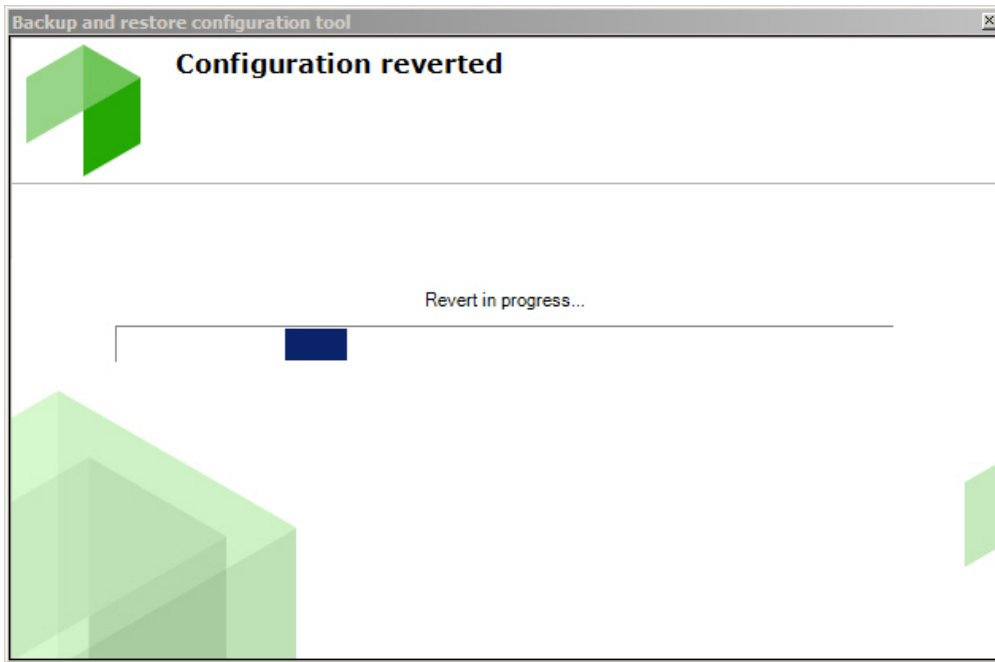 Backup and restore configuration tool
Configuration reverted
Revert in progress...